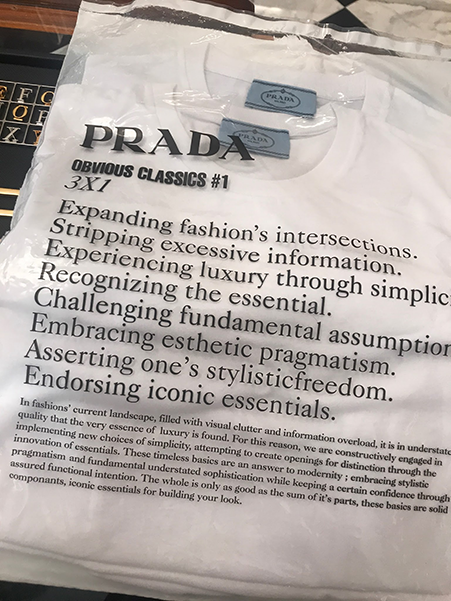 PRADA
MILANO
PRADA
PRADA
OBVIOUS CLASSICS #1
3X1
Expanding fashion's intersections.
Stripping excessive information.
Experiencing luxury through simplic
Recognizing the essential.
Challenging fundamental assumption
Embracing esthetic pragmatism.
Asserting one's stylisticfreedom.
Endorsing iconic essentials.
In fashions' current landscape, filled with visual clutter and information overload, it is in understate
quality that the very essence of luxury is found. For this reason, we are constructively engaged in
implementing new choices of simplicity, attempting to create openings for distinction through the
innovation of essentials. These timeless basics are an answer to modernity ; embracing stylistic
pragmatism and fundamental understated sophistication while keeping a certain confidence through
assured functional intention. The whole is only as good as the sum of it's parts, these basics are solid
components, iconic essentials for building your look.